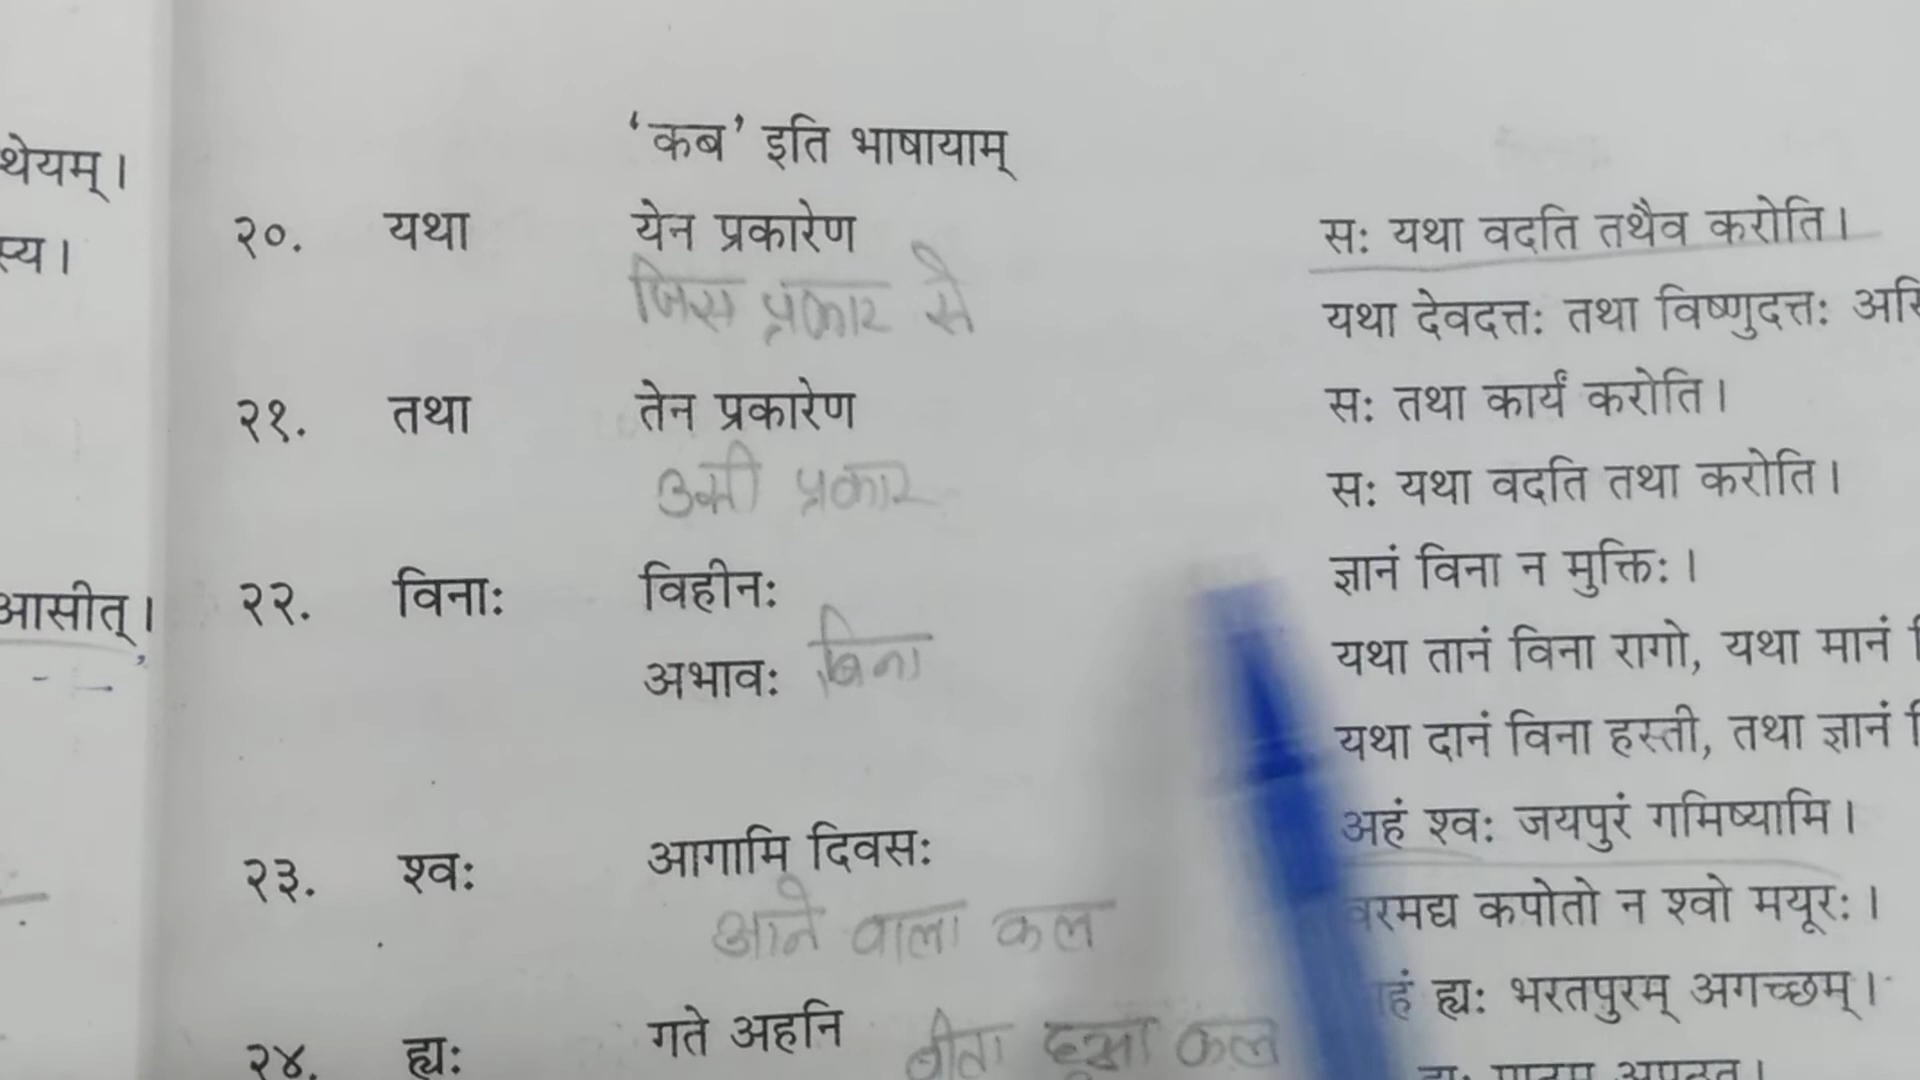 थेयम्।
स्य।
आसीत्।
'कब' इति भाषायाम्
२०. यथा येन प्रकारेण सः यथा वदति तथैव करोति।
जिस प्रकार से यथा देवदत्तः तथा विष्णुदत्तः
२१. तथा तेन प्रकारेण सः तथा कार्यं करोति।
उसी प्रकार सः यथा वदति तथा करोति।
२२. विनाः विहीनः ज्ञानं विना न मुक्तिः।
अभावः बिना यथा तानं विना रागो, यथा मानं
यथा दानं विना हस्ती, तथा ज्ञानं
२३. श्वः आगामि दिवसः अहं श्वः जयपुरं गमिष्यामि।
आने वाला कल वरमद्य कपोतो न श्वो मयूरः।
२४. ह्यः गते अहनि बीता हुआ कल हं ह्यः भरतपुरम् अगच्छम्।